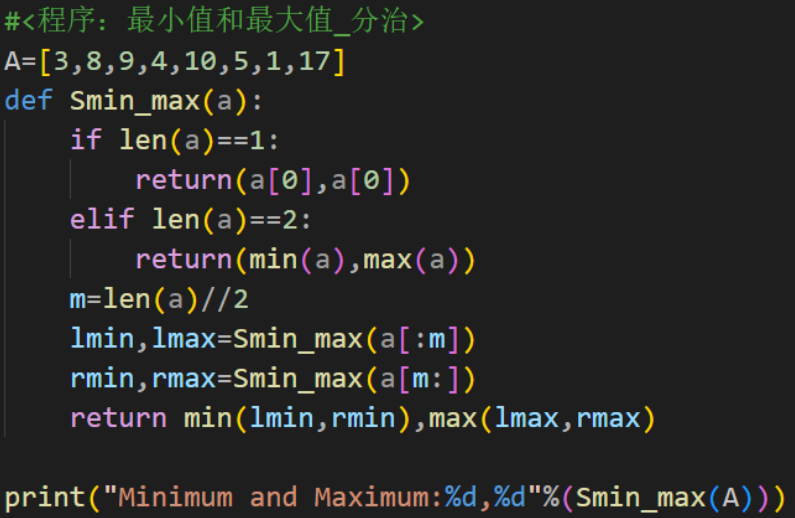 #<程序：最小值和最大值_分治>
A=[3,8,9,4,10,5,1,17]
def Smin_max(a):
    if len(a)==1:
        return(a[0],a[0])
    elif len(a)==2:
        return(min(a),max(a))
    m=len(a)//2
    lmin,lmax=Smin_max(a[:m])
    rmin,rmax=Smin_max(a[m:])
    return min(lmin,rmin),max(lmax,rmax)
print("Minimum and Maximum:%d,%d"%(Smin_max(A)))